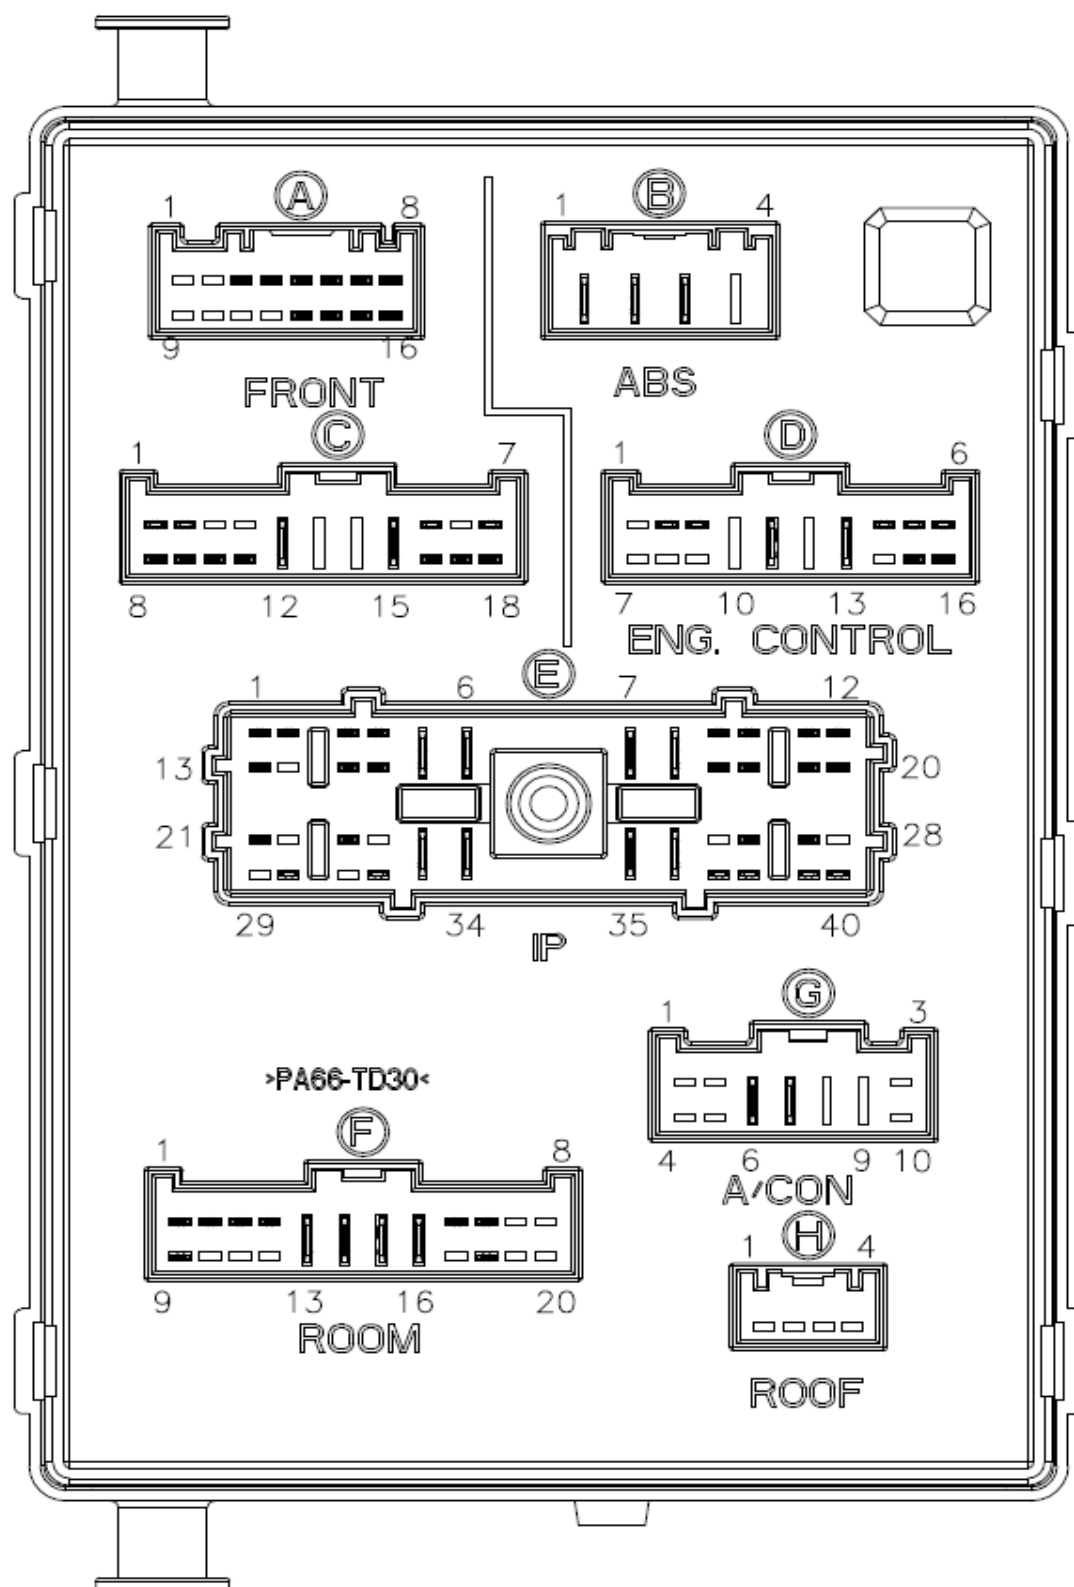 A B
1 8 1 4
9 16
FRONT ABS
C D
1 7 1 6
8 12 15 18 7 10 13 16
ENG. CONTROL
E
1 6 7 12
13 20
21 28
29 34 35 40
IP
G
1 3
>PA66-TD30<
F
4 6 9 10
A/CON
1 8
H
1 4
9 13 16 20
ROOM
ROOF